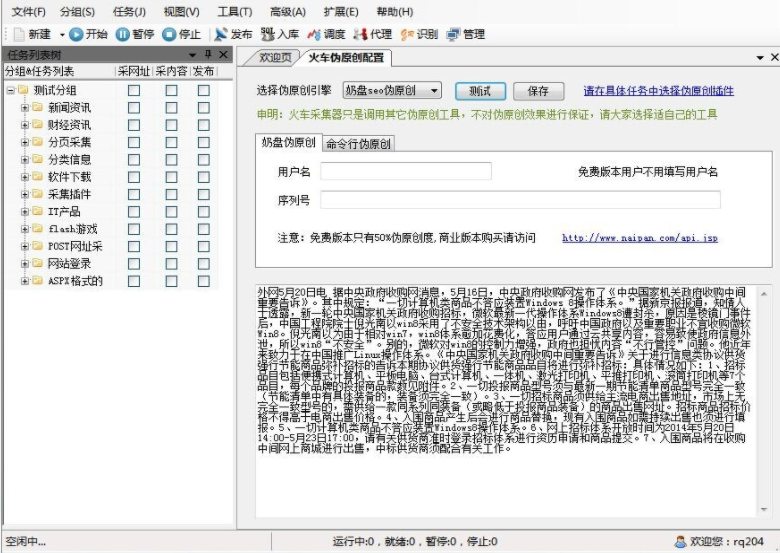 文件(F) 分组(S) 任务(J) 视图(V) 工具(T) 高级(A) 扩展(E) 帮助(H)
新建 开始 暂停 停止 发布 入库 调度 代理 识别 管理
任务列表树
分组&任务列表 采网址 采内容 发布
测试分组
新闻资讯
财经资讯
分页采集
分类信息
软件下载
采集插件
IT产品
flash游戏
POST网址采
网站登录
ASPX格式的
欢迎页 火车伪原创配置
选择伪原创引擎 奶盘seo伪原创 测试 保存 请在具体任务中选择伪原创插件
申明：火车采集器只是调用其它伪原创工具，不对伪原创效果进行保证，请大家选择适自己的工具
奶盘伪原创 命令行伪原创
用户名 免费版本用户不用填写用户名
序列号
注意：免费版本只有50%伪原创度,商业版本购买请访问 http://www.naipan.com/api.jsp
外网5月20日电 据中央政府收购网消息，5月16日，中央政府收购网发布了《中央国家机关政府收购中间
重要告诉》。其中规定：“一切计算机类商品不答应装置Windows 8操作体系。”据新京报报道，知情人
士透露，新一轮中央国家机关政府收购招标，微软最新一代操作体系Windows8遭封杀，原因是棱镜门事件
后，中国工程院院士倪光南以win8采用了不安全技术架构以由，呼吁中国政府以及重要职业不宜收购微软
Win8。倪光南以为由于相对win7，win8体系愈加花费化，答应用户通过「共享内容，容易致使政府信息外
泄，所以win8“不安全”。别的，微软对win8的控制力增强，政府也担忧内容“不行管控”问题。他近年
来致力于在中国推广Linux操作体系。《中央国家机关政府收购中间重要告诉》关于进行信息类协议供货
强行节能商品弥补招标的告诉本期协议供货强行节能商品品目将进行弥补招标：具体情况如下：1、招标
品目包括便携式计算机、平板电脑、台式计算机、一体机、激光打印机、平推打印机、滚筒打印机等7个
品目，每个品牌的投报商品款数见附件。2、一切投报商品型号须与最新一期节能清单商品型号完全一致
（节能清单中有具体装备的，装备须完全一致）。3、一切招标商品须供给主流电商出售地址，市场上无
完全一致型号的，需供给一款同系列同装备（或略低于投报商品装备）的商品出售网址。招标商品招标价
格不得高于电商出售价格。4、入围商品产生后会进行商品替换，现有入围商品如需继续出售也须进行填
报。5、一切计算机类商品不答应装置Windows8操作体系。6、网上招标体系开放时间为2014年5月20日
14:00-5月23日17:00，请有关供货商准时登录招标体系进行资历申请和商品提交。7、入围商品将在收购
中间网上商城进行出售，中标供货商须配合有关工作。
空闲中... 运行中:0，就绪:0，暂停:0，停止:0 欢迎您：rq204